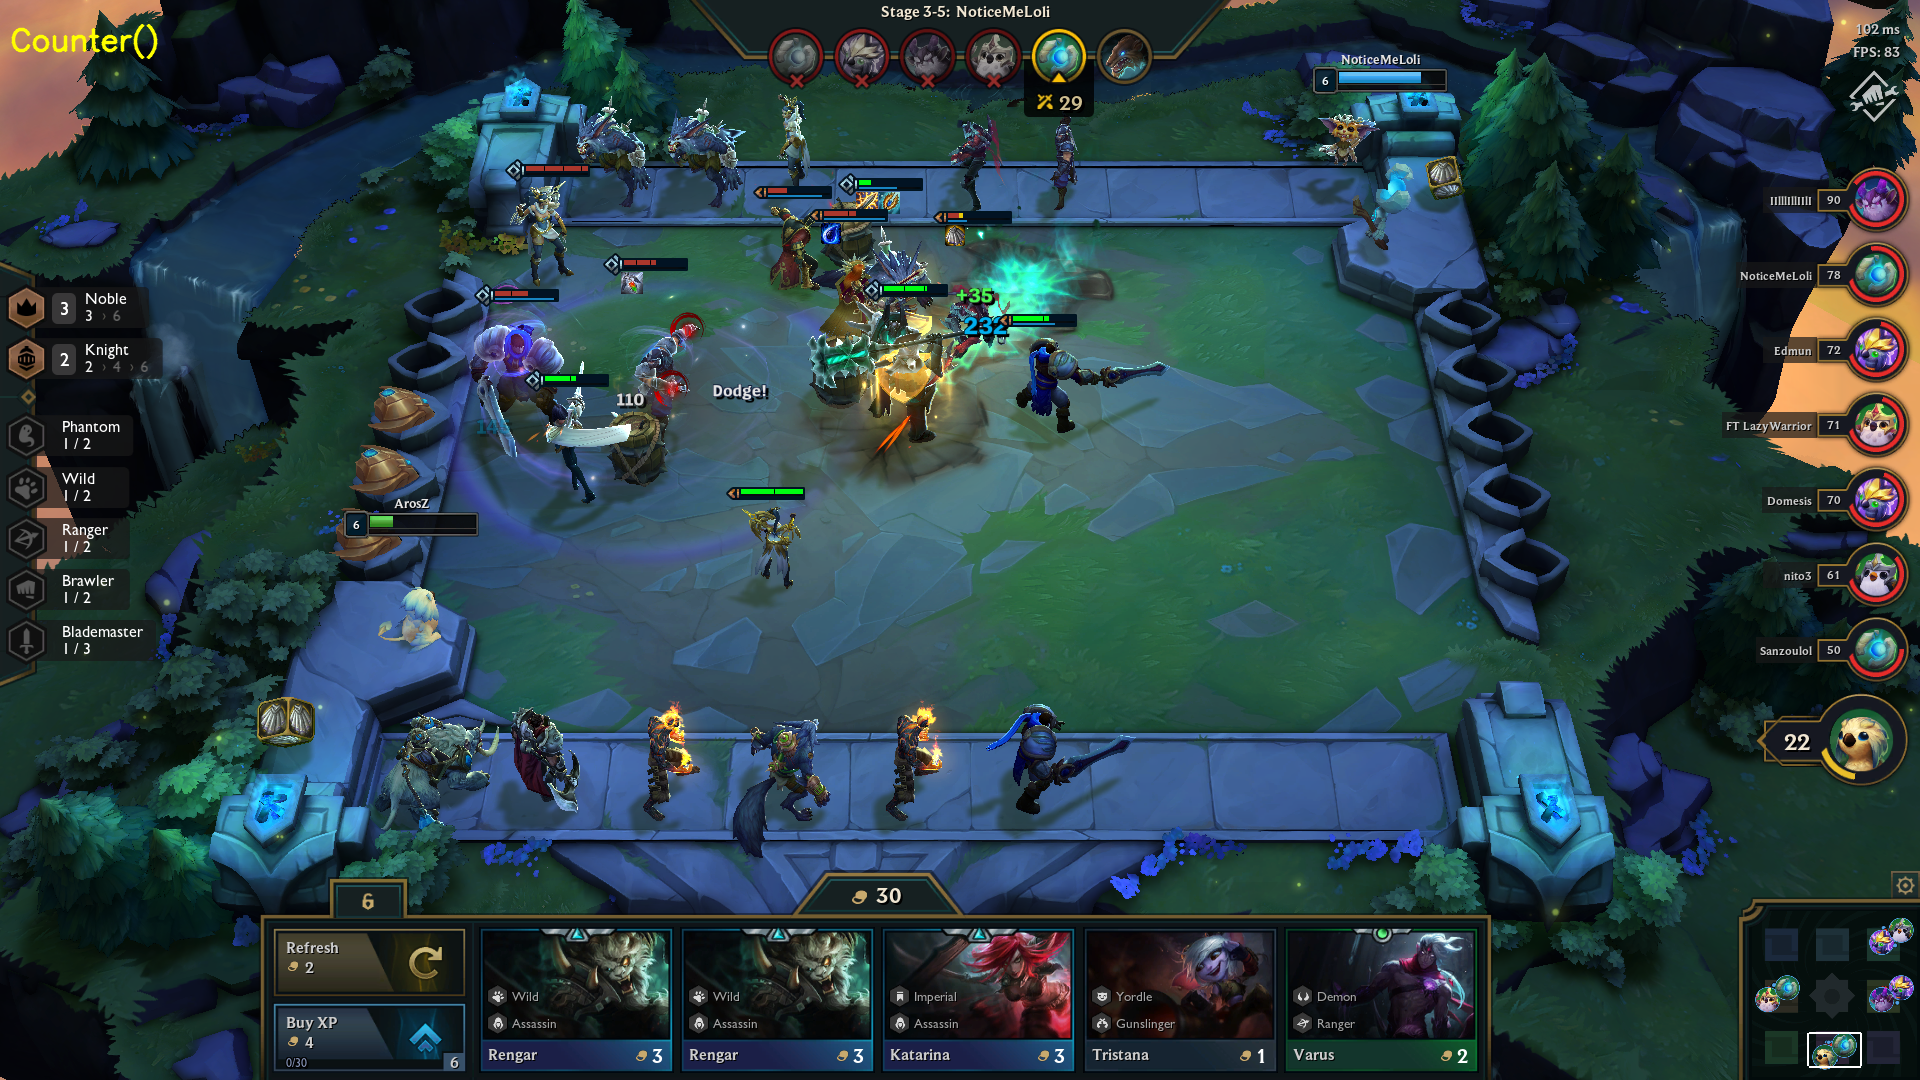 Stage 3-5: NoticeMeLoli
Counter()
102 ms
FPS: 83
NoticeMeLoli
6
29
90
NoticeMeLoli 78
Edmun 72
FT LazyWarrior 71
Domesis 70
nito3 61
Sanzoulol 50
22
3 Noble
3 › 6
2 Knight
2 › 4 › 6
Phantom
1 / 2
Wild
1 / 2
Ranger
1 / 2
Brawler
1 / 2
Blademaster
1 / 3
+35
232
110
Dodge!
ArosZ
6
30
6
Refresh
2
Buy XP
4
0/30
6
Wild
Assassin
Rengar 3
Wild
Assassin
Rengar 3
Imperial
Assassin
Katarina 3
Yordle
Gunslinger
Tristana 1
Demon
Ranger
Varus 2